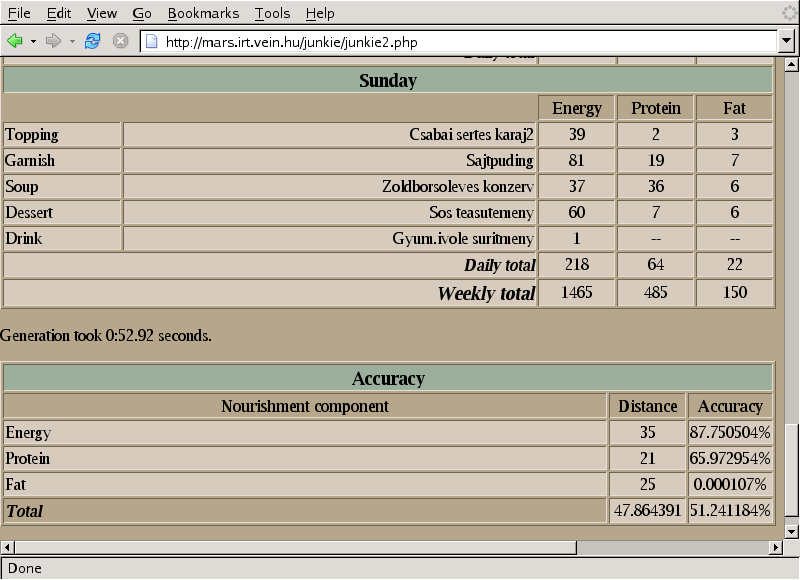 File Edit View Go Bookmarks Tools Help
http://mars.irt.vein.hu/junkie/junkie2.php
Daily total
Sunday
Energy Protein Fat
Topping Csabai sertes karaj2 39 2 3
Garnish Sajtpuding 81 19 7
Soup Zoldborsoleves konzerv 37 36 6
Dessert Sos teasutemeny 60 7 6
Drink Gyum.ivole suritmeny 1 -- --
Daily total 218 64 22
Weekly total 1465 485 150
Generation took 0:52.92 seconds.
Accuracy
Nourishment component Distance Accuracy
Energy 35 87.750504%
Protein 21 65.972954%
Fat 25 0.000107%
Total 47.864391 51.241184%
Done